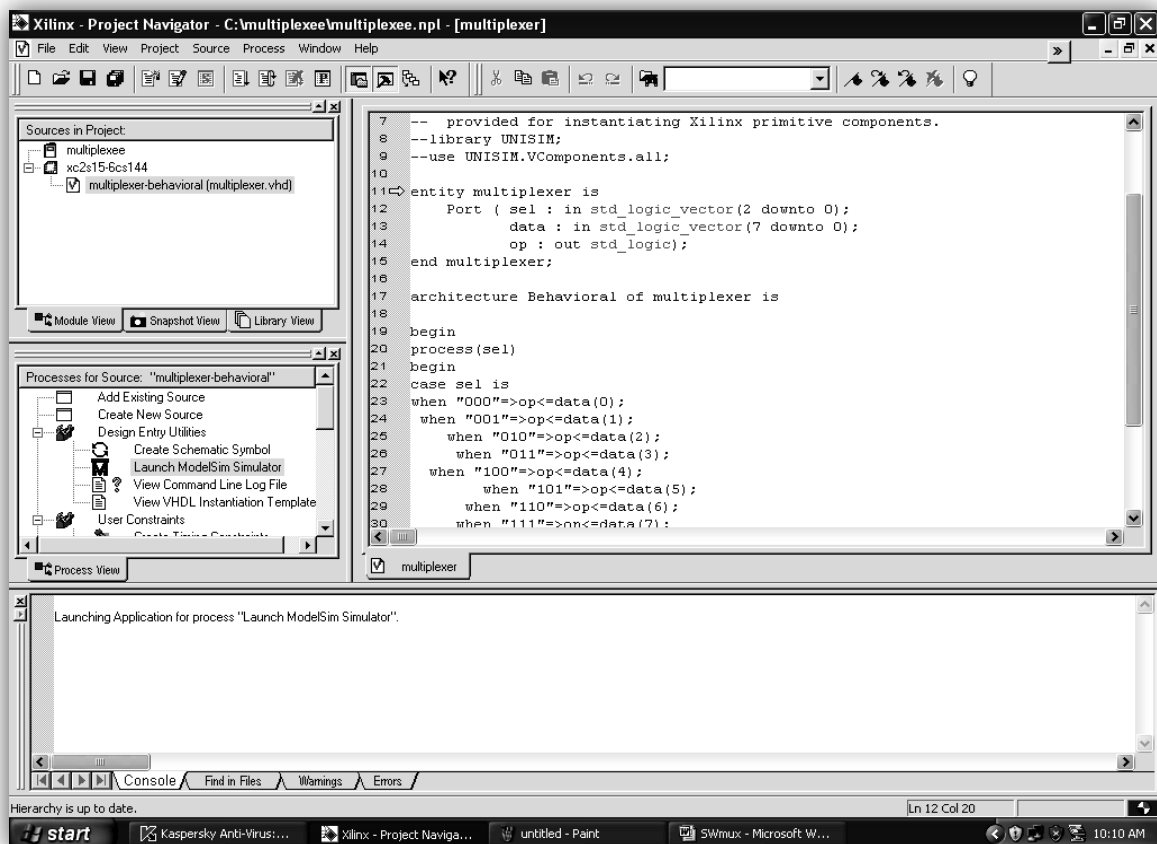 Xilinx - Project Navigator - C:\multiplexee\multiplexee.npl - [multiplexer]
File Edit View Project Source Process Window Help
Sources in Project:
multiplexee
xc2s15-6cs144
multiplexer-behavioral (multiplexer.vhd)
Module View Snapshot View Library View
Processes for Source: "multiplexer-behavioral"
Add Existing Source
Create New Source
Design Entry Utilities
Create Schematic Symbol
Launch ModelSim Simulator
View Command Line Log File
View VHDL Instantiation Template
User Constraints
Create Timing Constraints
Process View
7 -- provided for instantiating Xilinx primitive components.
8 --library UNISIM;
9 --use UNISIM.VComponents.all;
10
11 entity multiplexer is
12 Port ( sel : in std_logic_vector(2 downto 0);
13 data : in std_logic_vector(7 downto 0);
14 op : out std_logic);
15 end multiplexer;
16
17 architecture Behavioral of multiplexer is
18
19 begin
20 process(sel)
21 begin
22 case sel is
23 when "000"=>op<=data(0);
24 when "001"=>op<=data(1);
25 when "010"=>op<=data(2);
26 when "011"=>op<=data(3);
27 when "100"=>op<=data(4);
28 when "101"=>op<=data(5);
29 when "110"=>op<=data(6);
30 when "111"=>op<=data(7);
multiplexer
Launching Application for process "Launch ModelSim Simulator".
Console Find in Files Warnings Errors
Hierarchy is up to date.
Ln 12 Col 20
start Kaspersky Anti-Virus:... Xilinx - Project Naviga... untitled - Paint SWmux - Microsoft W... 10:10 AM